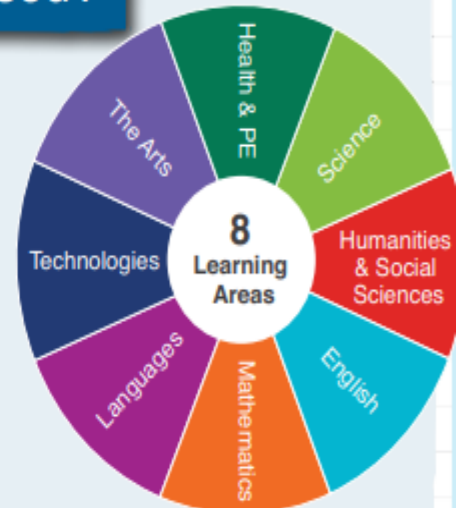 Health & PE
Science
Humanities
& Social
Sciences
English
Mathematics
Languages
Technologies
The Arts
8
Learning
Areas